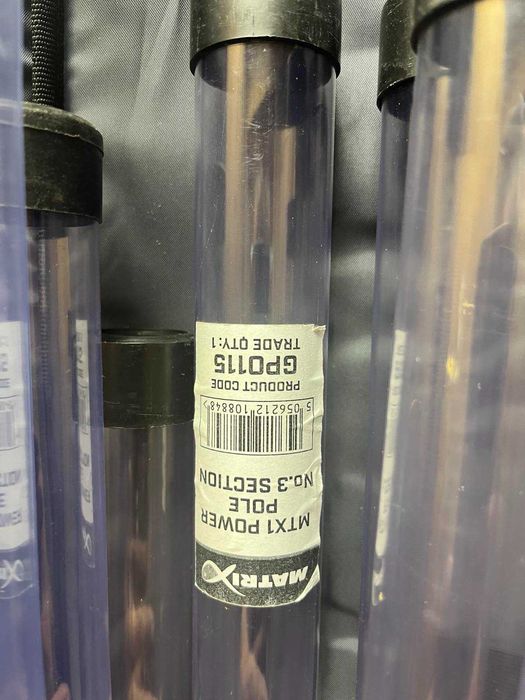 MATRIX
MTX1 POWER
POLE
No.3 SECTION
5 056212 108848 >
PRODUCT CODE
GPO115
TRADE QTY:1